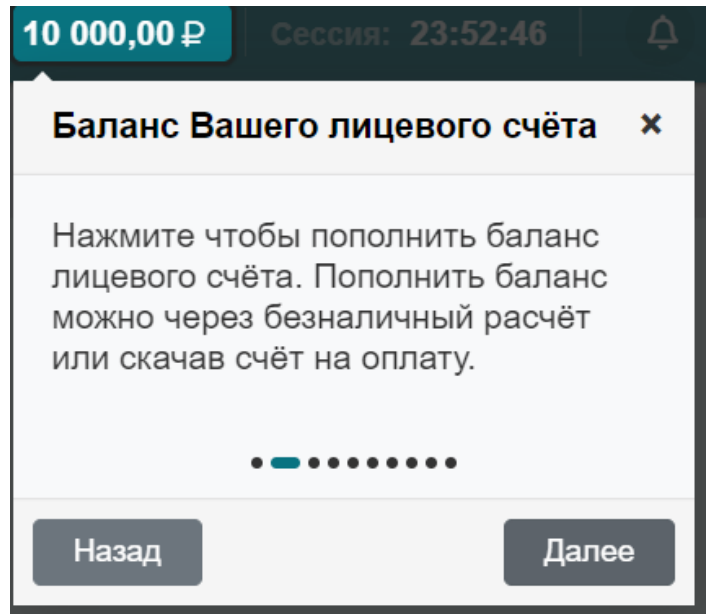 10 000,00 ₽ Сессия: 23:52:46
Баланс Вашего лицевого счёта ×
Нажмите чтобы пополнить баланс
лицевого счёта. Пополнить баланс
можно через безналичный расчёт
или скачав счёт на оплату.
Назад Далее